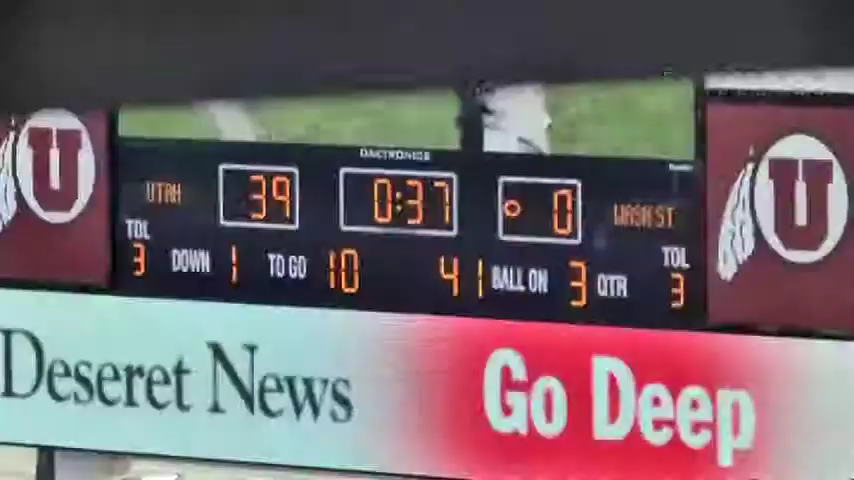 DAKTRONICS
UTAH 39 0:37 0 WASH ST
TOL 3 DOWN 1 TO GO 10 41 BALL ON 3 QTR TOL 3
U
U
Deseret News Go Deep